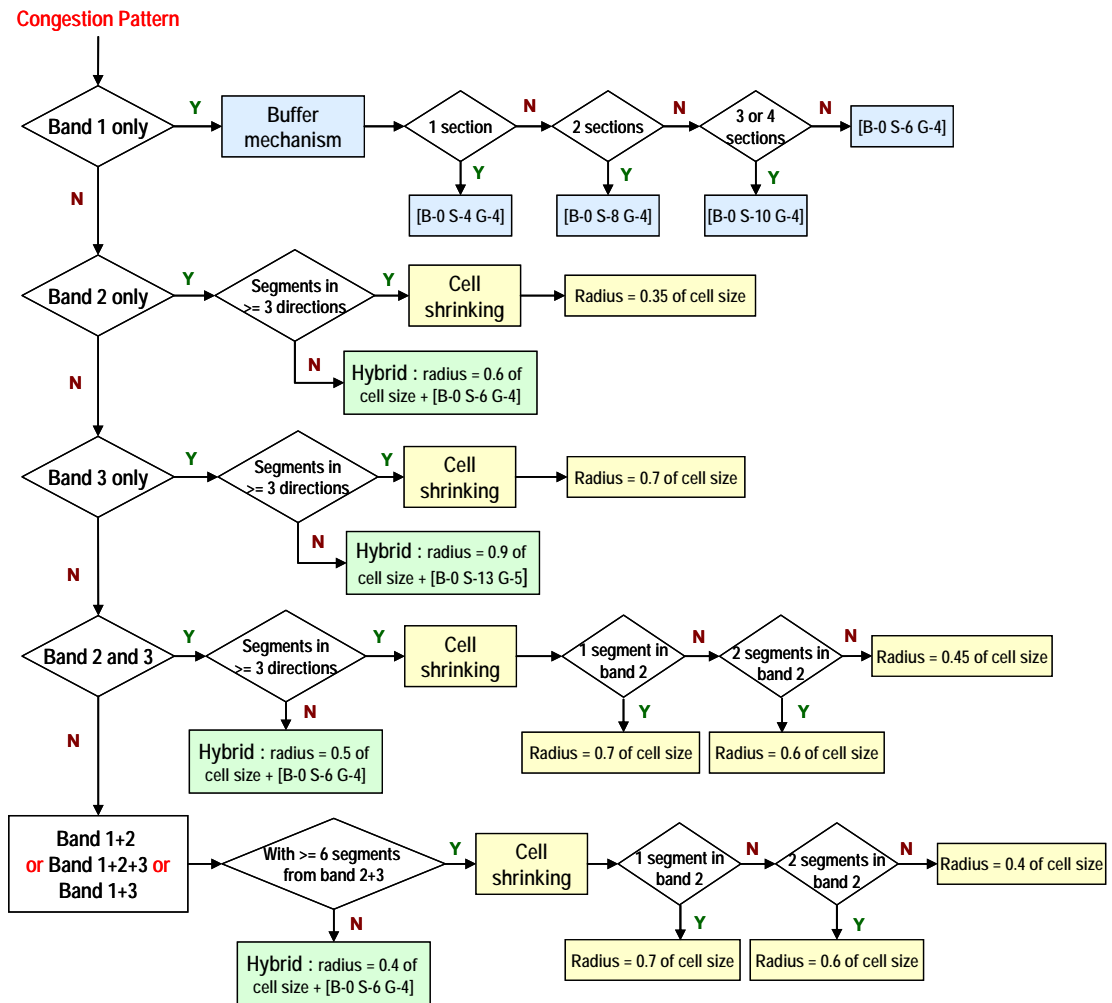 Congestion Pattern
Band 1 only
Y
Buffer
mechanism
1 section
N
2 sections
N
3 or 4
sections
N
[B-0 S-6 G-4]
N
Y
Y
Y
[B-0 S-4 G-4]
[B-0 S-8 G-4]
[B-0 S-10 G-4]
Band 2 only
Y
Segments in
>= 3 directions
Y
Cell
shrinking
Radius = 0.35 of cell size
N
N
Hybrid : radius = 0.6 of
cell size + [B-0 S-6 G-4]
Band 3 only
Y
Segments in
>= 3 directions
Y
Cell
shrinking
Radius = 0.7 of cell size
N
N
Hybrid : radius = 0.9 of
cell size + [B-0 S-13 G-5]
Band 2 and 3
Y
Segments in
>= 3 directions
Y
Cell
shrinking
1 segment in
band 2
N
2 segments
in band 2
N
Radius = 0.45 of cell size
N
N
Y
Y
Hybrid : radius = 0.5 of
cell size + [B-0 S-6 G-4]
Radius = 0.7 of cell size
Radius = 0.6 of cell size
Band 1+2
or Band 1+2+3 or
Band 1+3
With >= 6 segments
from band 2+3
Y
Cell
shrinking
1 segment in
band 2
N
2 segments in
band 2
N
Radius = 0.4 of cell size
N
Y
Y
Hybrid : radius = 0.4 of
cell size + [B-0 S-6 G-4]
Radius = 0.7 of cell size
Radius = 0.6 of cell size